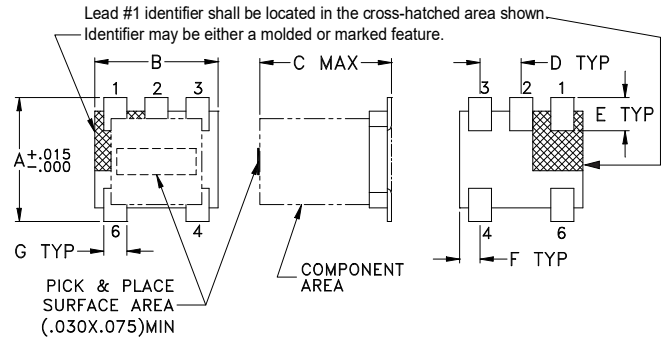 Lead #1 identifier shall be located in the cross-hatched area shown.
Identifier may be either a molded or marked feature.
B
C MAX
D TYP
1 2 3
3 2 1
E TYP
A +.015
-.000
6 4
4 6
G TYP
F TYP
COMPONENT
AREA
PICK & PLACE
SURFACE AREA
(.030X.075)MIN